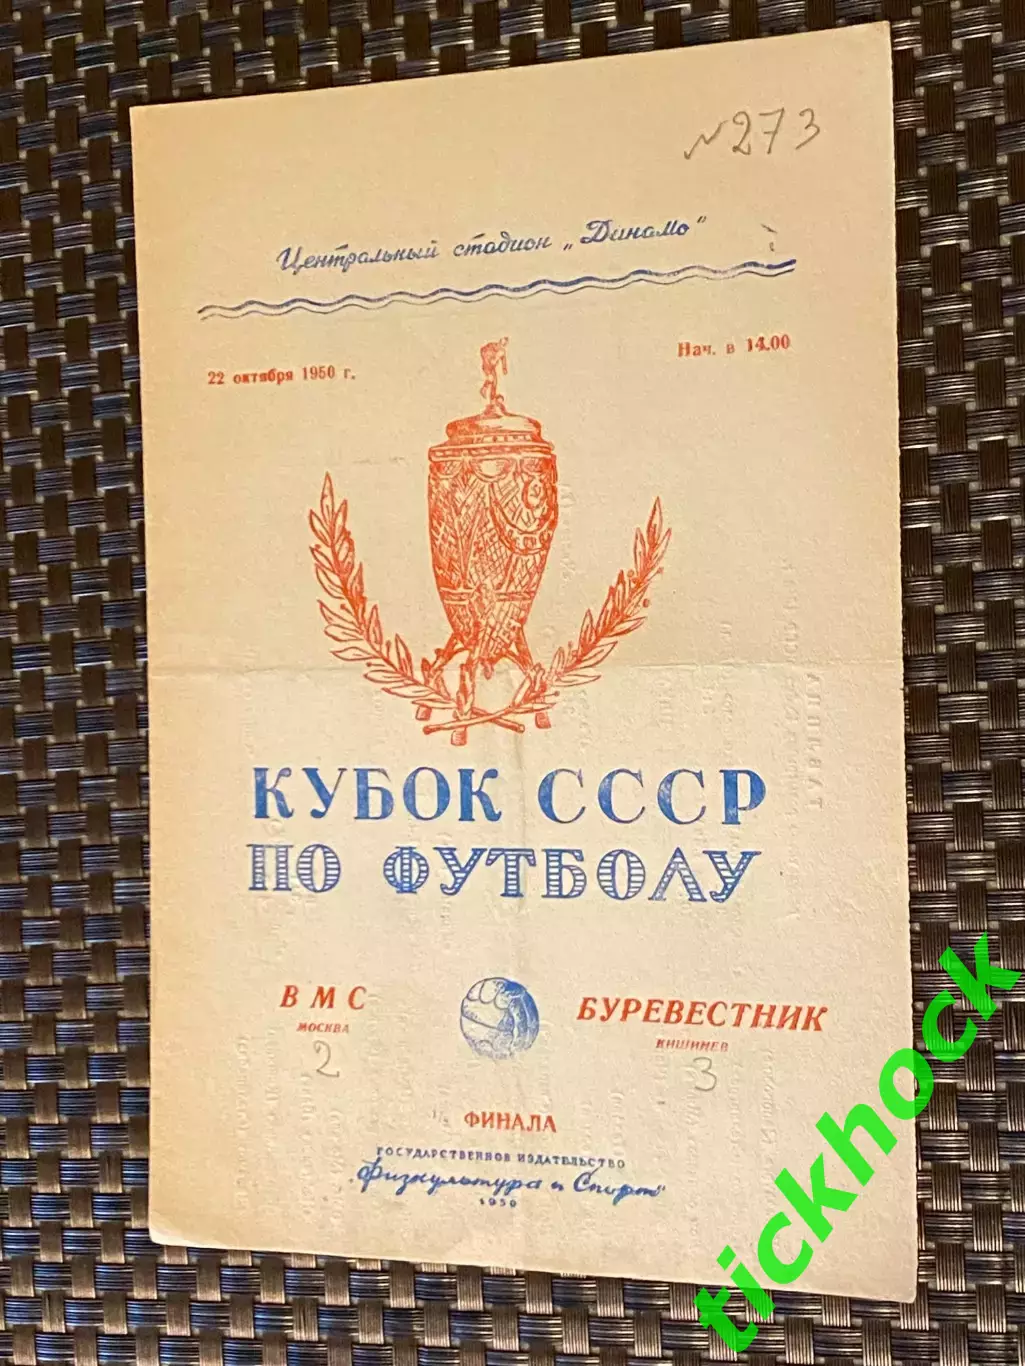 №273
Центральный стадион „Динамо"
22 октября 1950 г.
Нач. в 14.00
КУБОК СССР
ПО ФУТБОЛУ
ВМС
МОСКВА
2
БУРЕВЕСТНИК
КИШИНЕВ
3
ФИНАЛА
ГОСУДАРСТВЕННОЕ ИЗДАТЕЛЬСТВО
„Физкультура и Спорт"
1950
tickhock